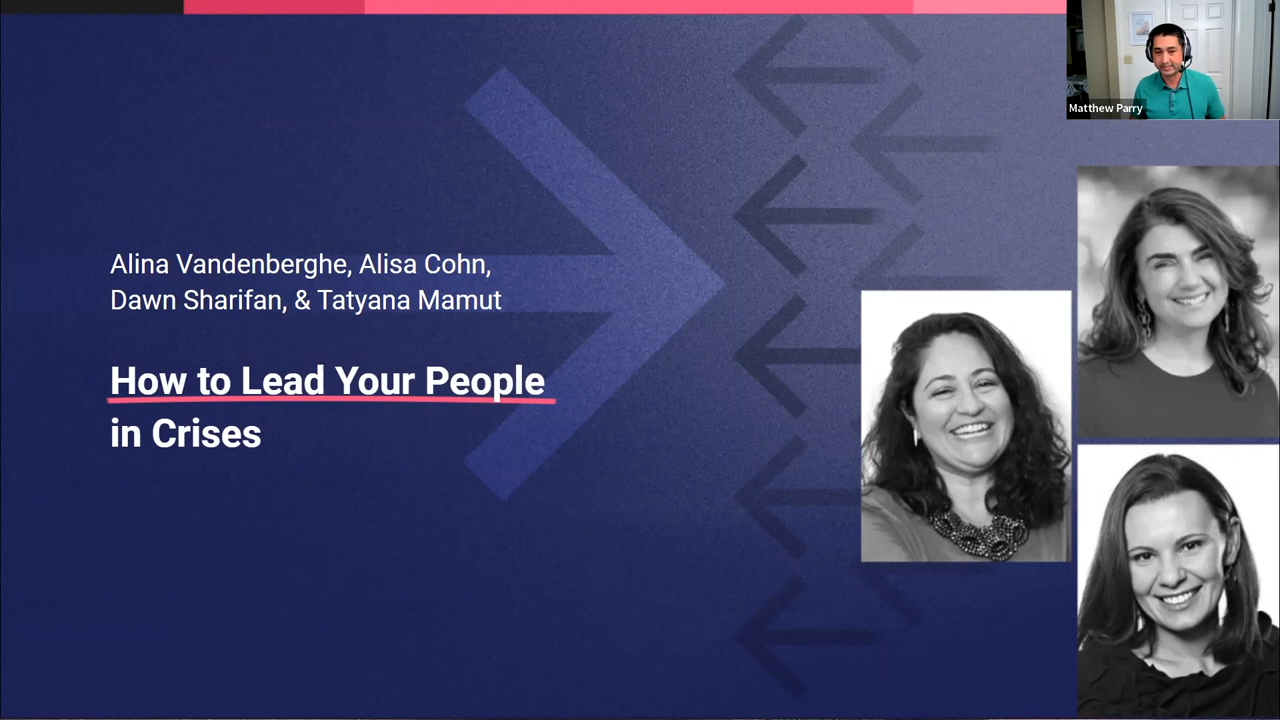 Matthew Parry
Alina Vandenberghe, Alisa Cohn,
Dawn Sharifan, & Tatyana Mamut
How to Lead Your People
in Crises